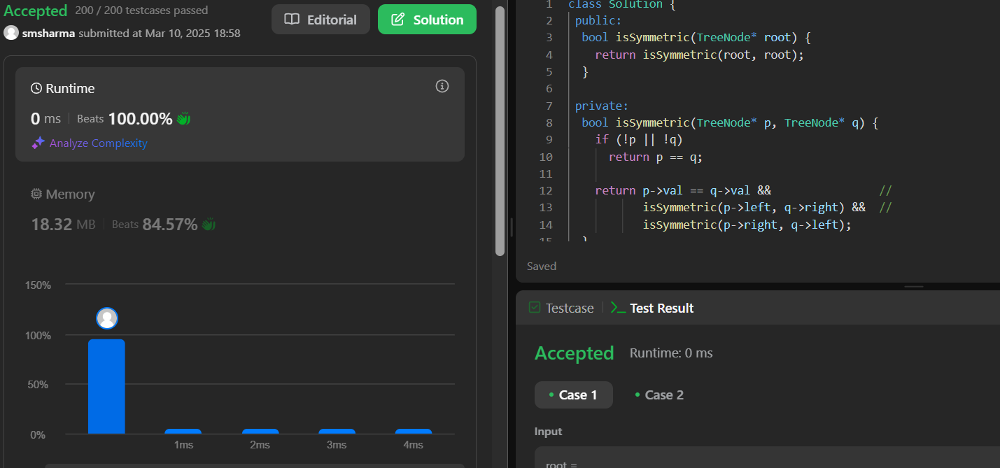 Accepted 200 / 200 testcases passed
smsharma submitted at Mar 10, 2025 18:58
Editorial
Solution
Runtime
0 ms | Beats 100.00%
Analyze Complexity
Memory
18.32 MB | Beats 84.57%
150%
100%
50%
0%
1ms 2ms 3ms 4ms
1 class Solution {
2 public:
3 bool isSymmetric(TreeNode* root) {
4 return isSymmetric(root, root);
5 }
6
7 private:
8 bool isSymmetric(TreeNode* p, TreeNode* q) {
9 if (!p || !q)
10 return p == q;
11
12 return p->val == q->val && //
13 isSymmetric(p->left, q->right) && //
14 isSymmetric(p->right, q->left);
15 }
Saved
Testcase | >_ Test Result
Accepted Runtime: 0 ms
• Case 1 • Case 2
Input
root =